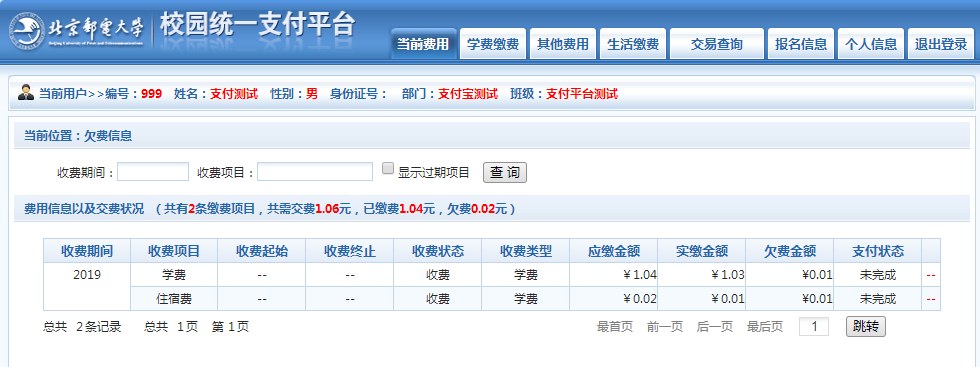 北京邮电大学 校园统一支付平台
Beijing University of Posts and Telecommunications
当前费用 学费缴费 其他费用 生活缴费 交易查询 报名信息 个人信息 退出登录
当前用户>>编号：999 姓名：支付测试 性别：男 身份证号： 部门：支付宝测试 班级：支付平台测试
当前位置：欠费信息
收费期间： 收费项目： 显示过期项目 查 询
费用信息以及交费状况 （共有2条缴费项目，共需交费1.06元，已缴费1.04元，欠费0.02元）
收费期间 收费项目 收费起始 收费终止 收费状态 收费类型 应缴金额 实缴金额 欠费金额 支付状态
2019 学费 -- -- 收费 学费 ￥1.04 ￥1.03 ¥0.01 未完成 --
住宿费 -- -- 收费 学费 ￥0.02 ￥0.01 ¥0.01 未完成 --
总共 2条记录 总共 1页 第1页 最首页 前一页 后一页 最后页 1 跳转